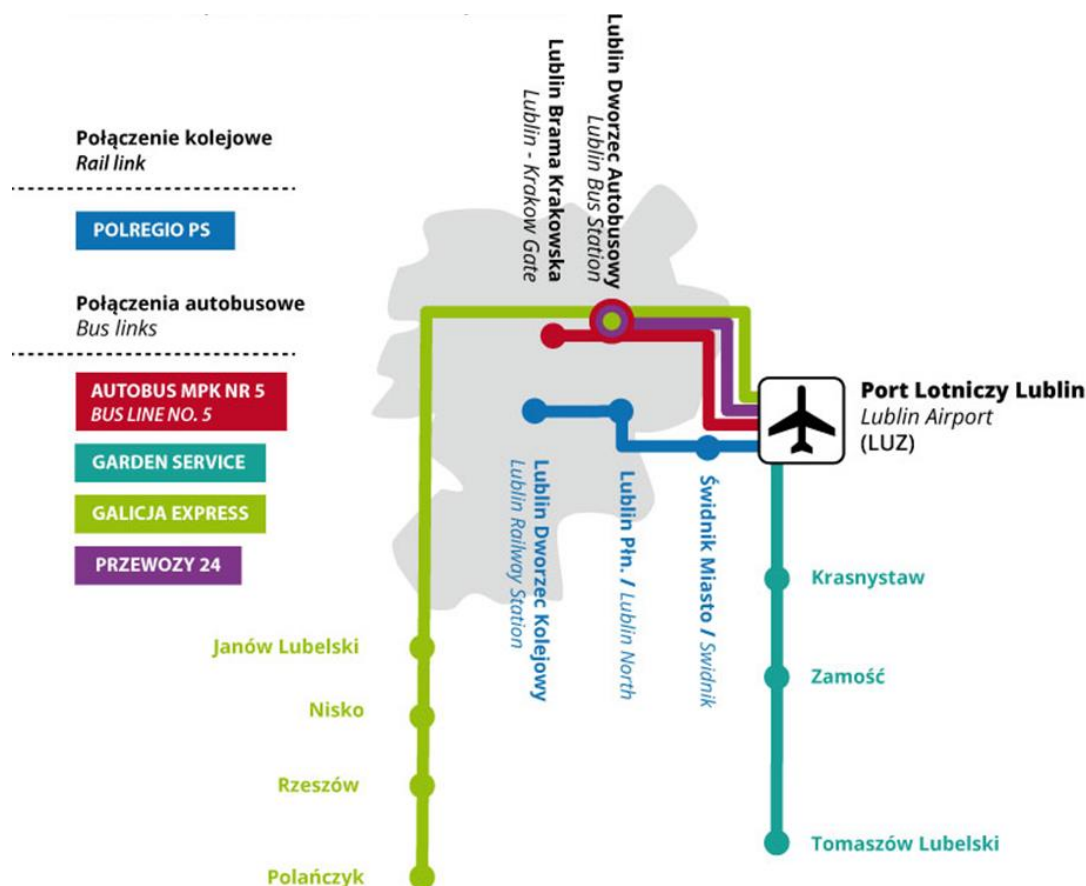 Połączenie kolejowe
Rail link
POLREGIO PS
Połączenia autobusowe
Bus links
AUTOBUS MPK NR 5
BUS LINE NO. 5
GARDEN SERVICE
GALICJA EXPRESS
PRZEWOZY 24
Lublin Brama Krakowska
Lublin - Krakow Gate
Lublin Dworzec Autobusowy
Lublin Bus Station
Port Lotniczy Lublin
Lublin Airport
(LUZ)
Lublin Dworzec Kolejowy
Lublin Railway Station
Lublin Płn. / Lublin North
Świdnik Miasto / Swidnik
Janów Lubelski
Nisko
Rzeszów
Polańczyk
Krasnystaw
Zamość
Tomaszów Lubelski